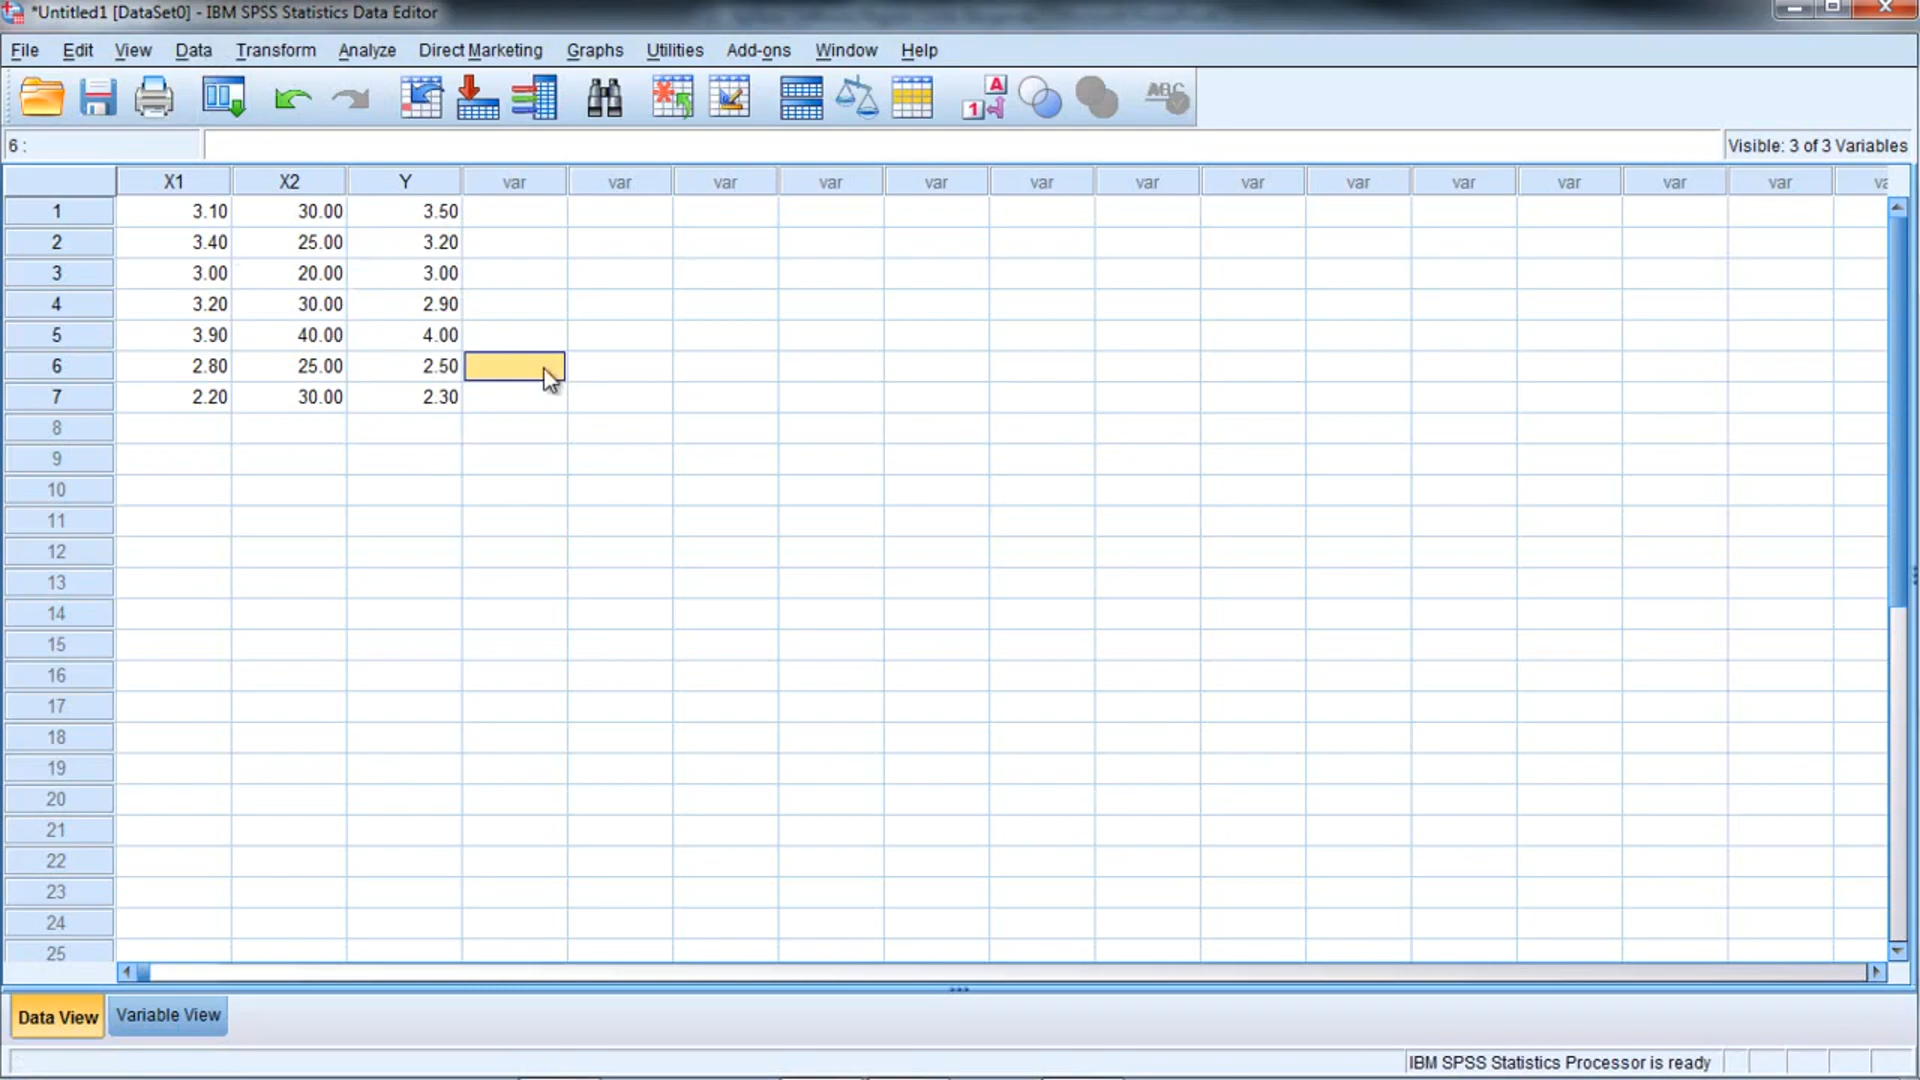 *Untitled1 [DataSet0] - IBM SPSS Statistics Data Editor
File Edit View Data Transform Analyze Direct Marketing Graphs Utilities Add-ons Window Help
A
1
ABC
6 :
Visible: 3 of 3 Variables
X1 X2 Y var var var var var var var var var var var var var va
1 3.10 30.00 3.50
2 3.40 25.00 3.20
3 3.00 20.00 3.00
4 3.20 30.00 2.90
5 3.90 40.00 4.00
6 2.80 25.00 2.50
7 2.20 30.00 2.30
8
9
10
11
12
13
14
15
16
17
18
19
20
21
22
23
24
25
Data View Variable View
IBM SPSS Statistics Processor is ready